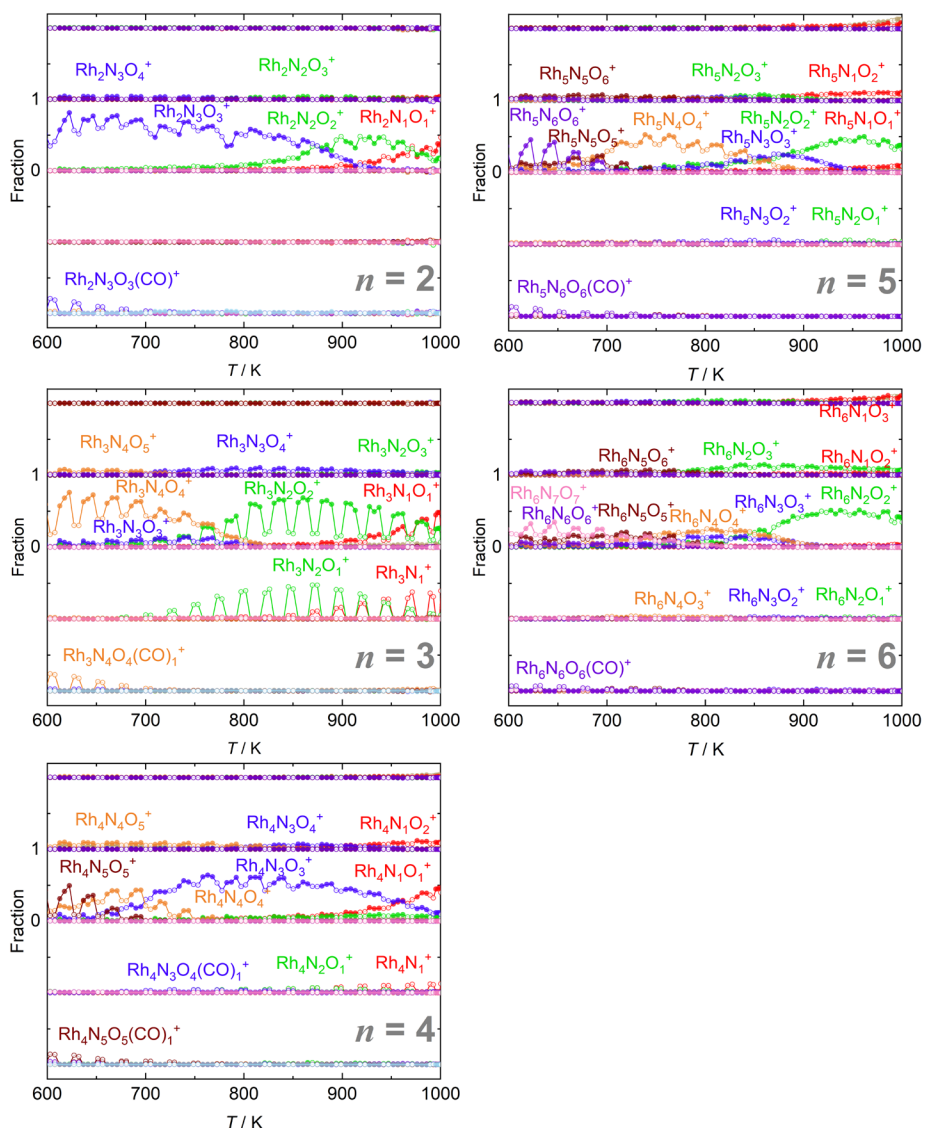 Rh₂N₃O₄⁺
Rh₂N₂O₃⁺
1
Rh₂N₃O₃⁺
Rh₂N₂O₂⁺
Rh₂N₁O₁⁺
0
Fraction
Rh₂N₃O₃(CO)⁺
n = 2
600 700 800 900 1000
T / K
Rh₅N₅O₆⁺
Rh₅N₂O₃⁺
Rh₅N₁O₂⁺
1
Rh₅N₆O₆⁺
Rh₅N₅O₅⁺
Rh₅N₄O₄⁺
Rh₅N₃O₃⁺
Rh₅N₂O₂⁺
Rh₅N₁O₁⁺
0
Fraction
Rh₅N₃O₂⁺
Rh₅N₂O₁⁺
Rh₅N₆O₆(CO)⁺
n = 5
600 700 800 900 1000
T / K
Rh₃N₄O₅⁺
Rh₃N₃O₄⁺
Rh₃N₂O₃⁺
1
Rh₃N₄O₄⁺
Rh₃N₃O₂⁺
Rh₃N₂O₂⁺
Rh₃N₁O₁⁺
0
Fraction
Rh₃N₂O₁⁺
Rh₃N₁⁺
Rh₃N₄O₄(CO)₁⁺
n = 3
600 700 800 900 1000
T / K
Rh₆N₁O₃⁺
Rh₆N₅O₆⁺
Rh₆N₂O₃⁺
Rh₆N₁O₂⁺
1
Rh₆N₇O₇⁺
Rh₆N₆O₆⁺
Rh₆N₅O₅⁺
Rh₆N₄O₄⁺
Rh₆N₃O₃⁺
Rh₆N₂O₂⁺
0
Fraction
Rh₆N₄O₃⁺
Rh₆N₃O₂⁺
Rh₆N₂O₁⁺
Rh₆N₆O₆(CO)⁺
n = 6
600 700 800 900 1000
T / K
Rh₄N₄O₅⁺
Rh₄N₃O₄⁺
Rh₄N₁O₂⁺
1
Rh₄N₅O₅⁺
Rh₄N₄O₄⁺
Rh₄N₃O₃⁺
Rh₄N₁O₁⁺
0
Fraction
Rh₄N₃O₄(CO)₁⁺
Rh₄N₂O₁⁺
Rh₄N₁⁺
Rh₄N₅O₅(CO)₁⁺
n = 4
600 700 800 900 1000
T / K